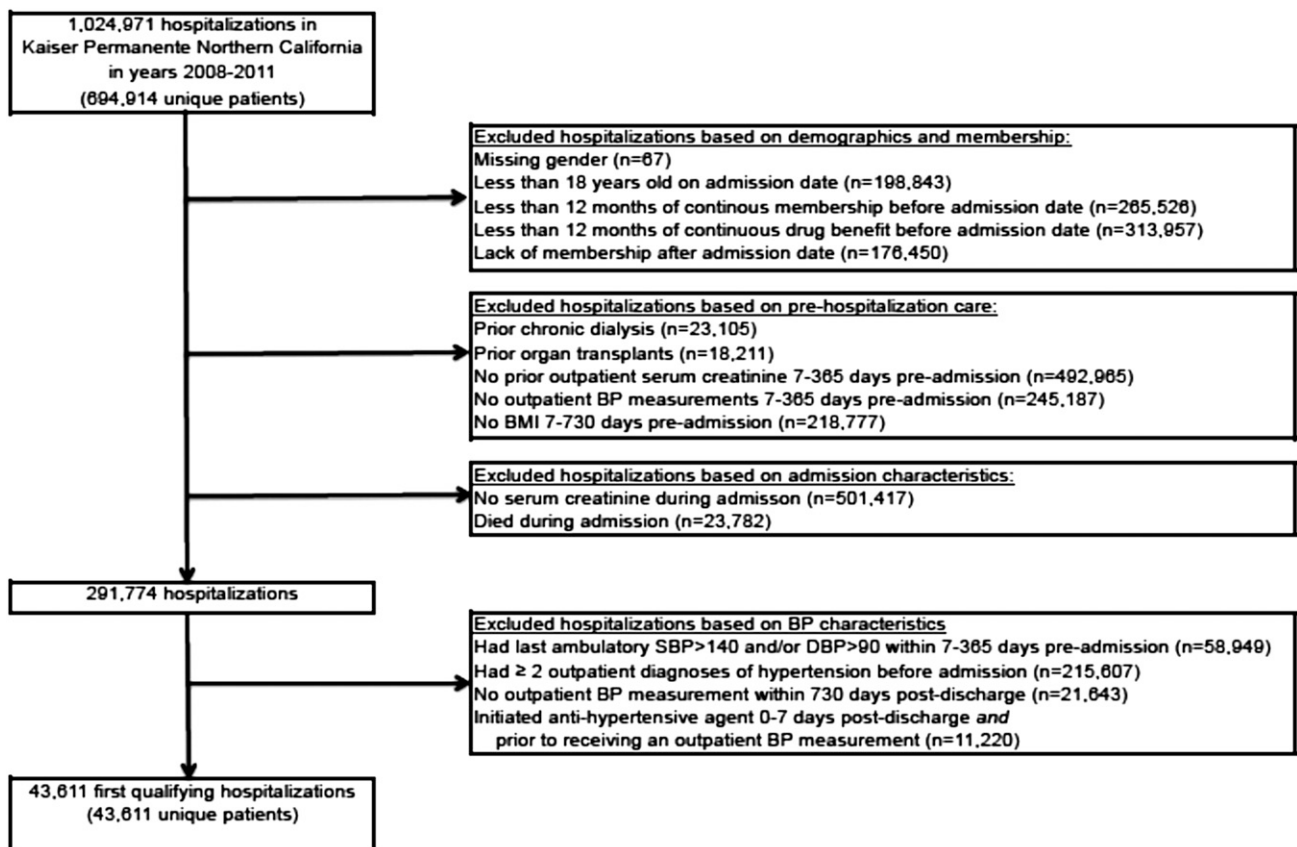 1,024,971 hospitalizations in
Kaiser Permanente Northern California
in years 2008-2011
(694,914 unique patients)
Excluded hospitalizations based on demographics and membership:
Missing gender (n=67)
Less than 18 years old on admission date (n=198,843)
Less than 12 months of continous membership before admission date (n=265,526)
Less than 12 months of continuous drug benefit before admission date (n=313,957)
Lack of membership after admission date (n=176,450)
Excluded hospitalizations based on pre-hospitalization care:
Prior chronic dialysis (n=23,105)
Prior organ transplants (n=18,211)
No prior outpatient serum creatinine 7-365 days pre-admission (n=492,965)
No outpatient BP measurements 7-365 days pre-admission (n=245,187)
No BMI 7-730 days pre-admission (n=218,777)
Excluded hospitalizations based on admission characteristics:
No serum creatinine during admisson (n=501,417)
Died during admission (n=23,782)
291,774 hospitalizations
Excluded hospitalizations based on BP characteristics
Had last ambulatory SBP>140 and/or DBP>90 within 7-365 days pre-admission (n=58,949)
Had ≥ 2 outpatient diagnoses of hypertension before admission (n=215,607)
No outpatient BP measurement within 730 days post-discharge (n=21,643)
Initiated anti-hypertensive agent 0-7 days post-discharge and
prior to receiving an outpatient BP measurement (n=11,220)
43,611 first qualifying hospitalizations
(43,611 unique patients)